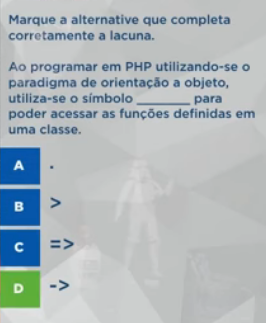 Marque a alternative que completa
corretamente a lacuna.
Ao programar em PHP utilizando-se o
paradigma de orientação a objeto,
utiliza-se o símbolo _______ para
poder acessar as funções definidas em
uma classe.
A .
B >
C =>
D ->